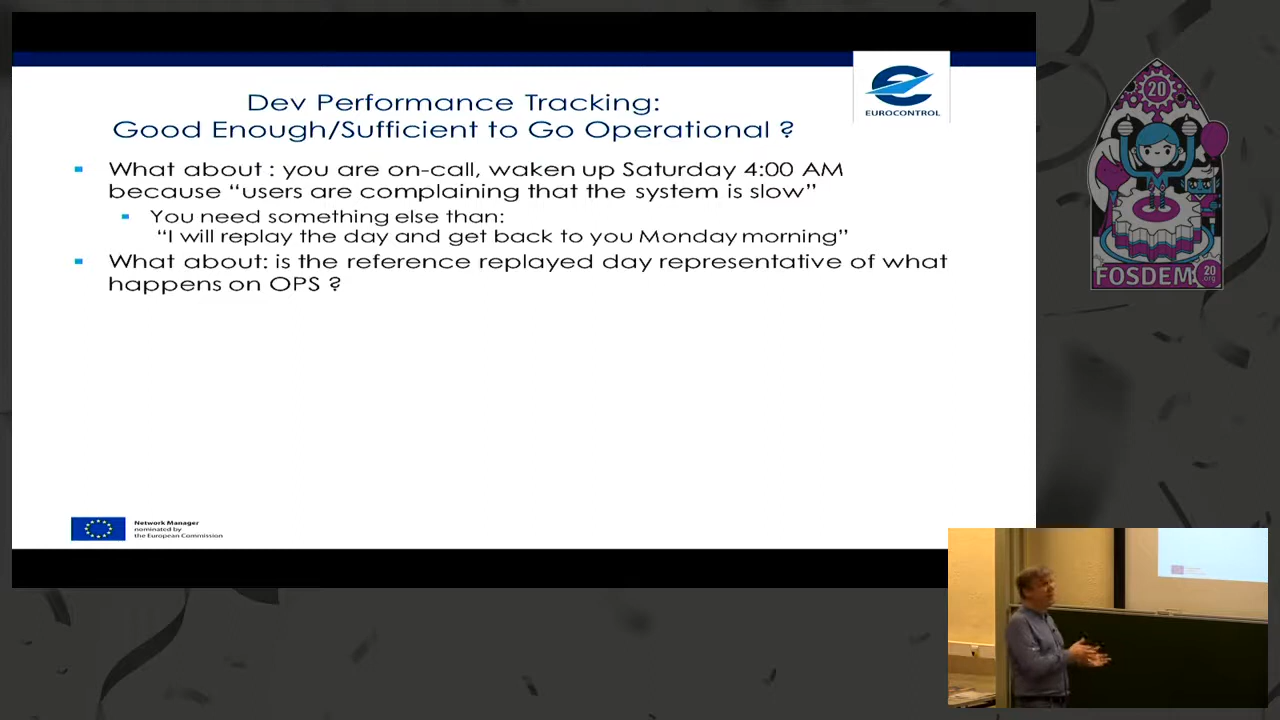 EUROCONTROL
Dev Performance Tracking:
Good Enough/Sufficient to Go Operational ?
What about : you are on-call, waken up Saturday 4:00 AM
because “users are complaining that the system is slow”
You need something else than:
“I will replay the day and get back to you Monday morning”
What about: is the reference replayed day representative of what
happens on OPS ?
Network Manager
nominated by
the European Commission
20
FOSDEM
20
.org